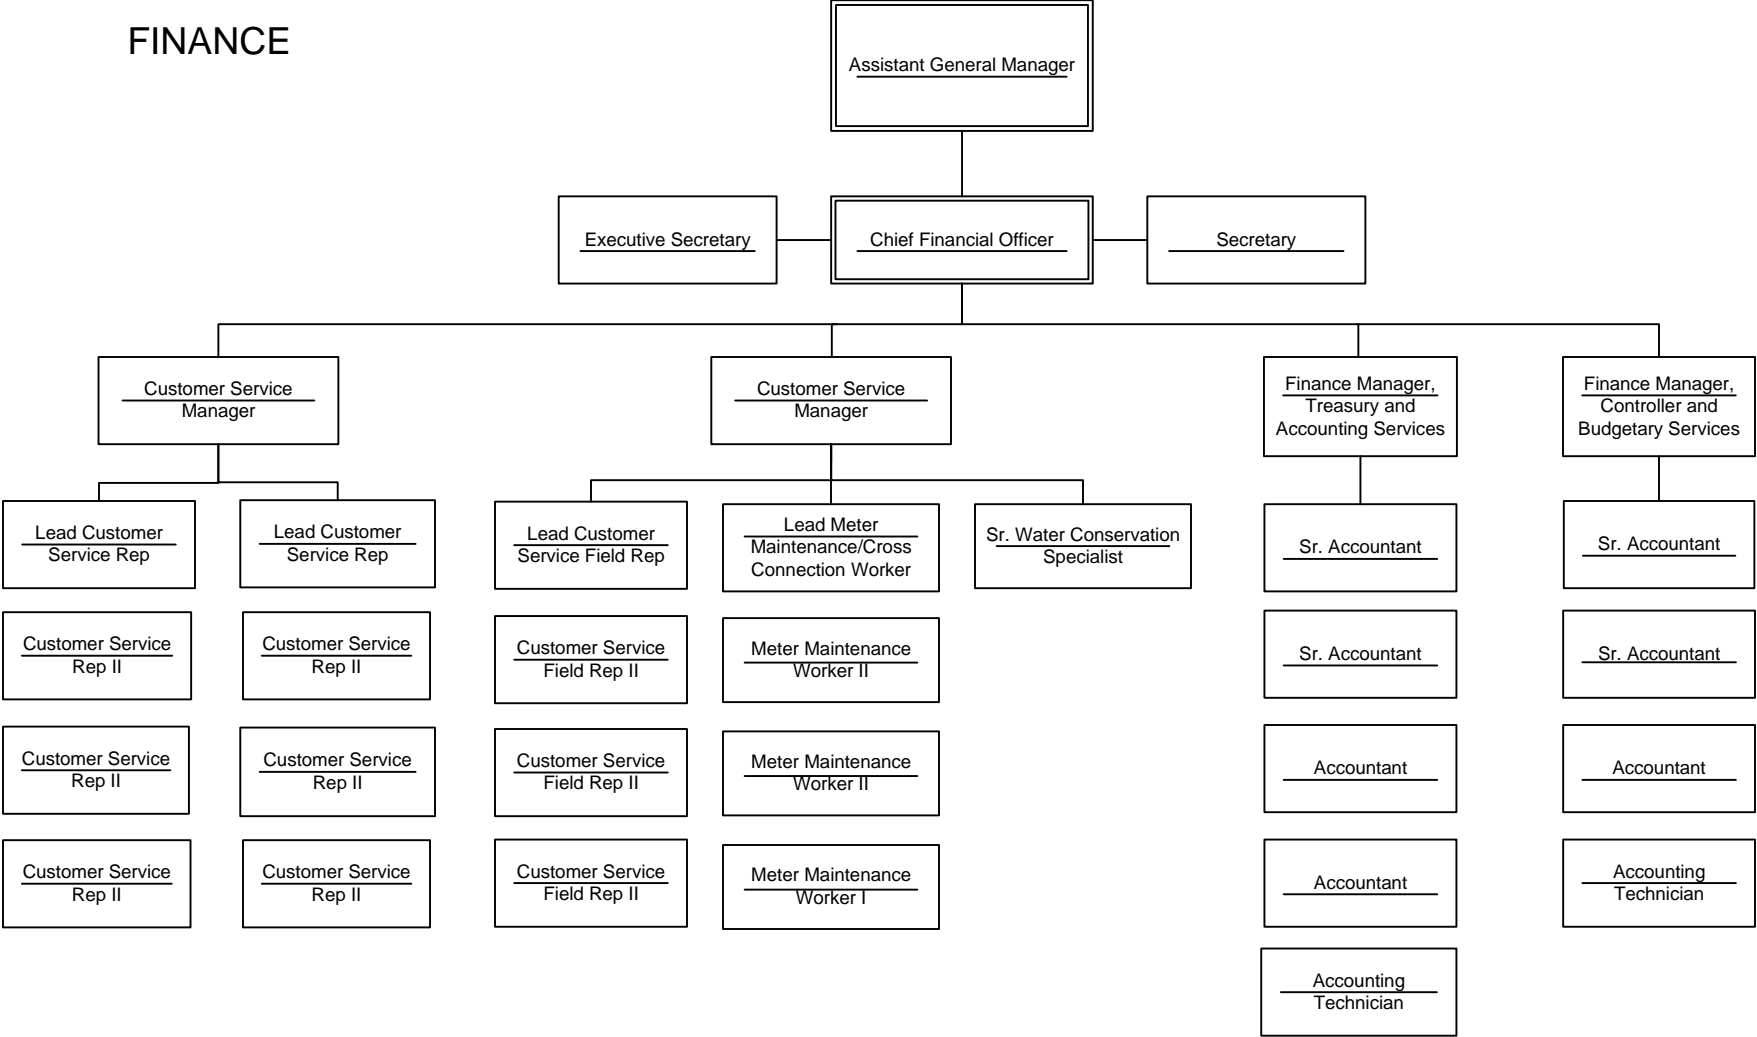 FINANCE
Assistant General Manager
Executive Secretary
Chief Financial Officer
Secretary
Customer Service
Manager
Customer Service
Manager
Finance Manager,
Treasury and
Accounting Services
Finance Manager,
Controller and
Budgetary Services
Lead Customer
Service Rep
Lead Customer
Service Rep
Lead Customer
Service Field Rep
Lead Meter
Maintenance/Cross
Connection Worker
Sr. Water Conservation
Specialist
Sr. Accountant
Sr. Accountant
Customer Service
Rep II
Customer Service
Rep II
Customer Service
Field Rep II
Meter Maintenance
Worker II
Sr. Accountant
Sr. Accountant
Customer Service
Rep II
Customer Service
Rep II
Customer Service
Field Rep II
Meter Maintenance
Worker II
Accountant
Accountant
Customer Service
Rep II
Customer Service
Rep II
Customer Service
Field Rep II
Meter Maintenance
Worker I
Accountant
Accounting
Technician
Accounting
Technician